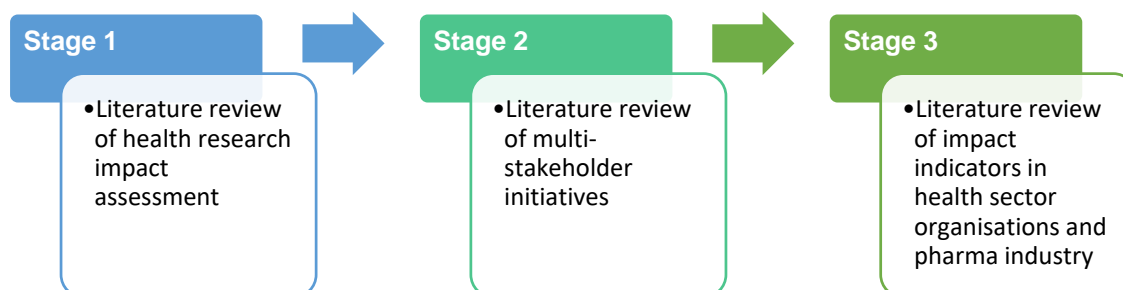 Stage 1
•Literature review
of health research
impact
assessment
Stage 2
•Literature review
of multi-
stakeholder
initiatives
Stage 3
•Literature review
of impact
indicators in
health sector
organisations and
pharma industry